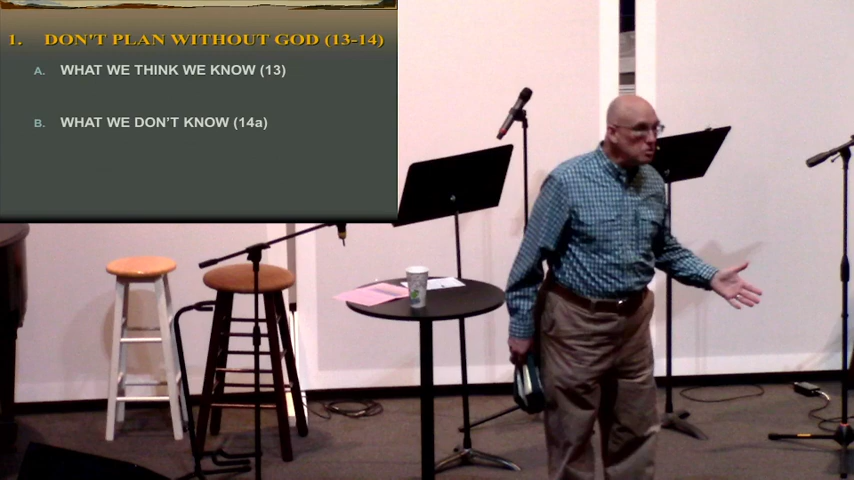 1. DON'T PLAN WITHOUT GOD (13-14)
A. WHAT WE THINK WE KNOW (13)
B. WHAT WE DON'T KNOW (14a)